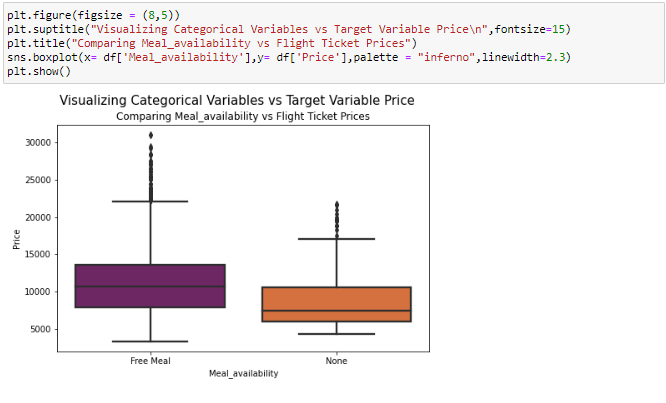 plt.figure(figsize = (8,5))
plt.suptitle("Visualizing Categorical Variables vs Target Variable Price\n",fontsize=15)
plt.title("Comparing Meal_availability vs Flight Ticket Prices")
sns.boxplot(x= df['Meal_availability'],y= df['Price'],palette = "inferno",linewidth=2.3)
plt.show()
Visualizing Categorical Variables vs Target Variable Price
Comparing Meal_availability vs Flight Ticket Prices
30000
25000
20000
15000
10000
5000
Price
Free Meal
None
Meal_availability